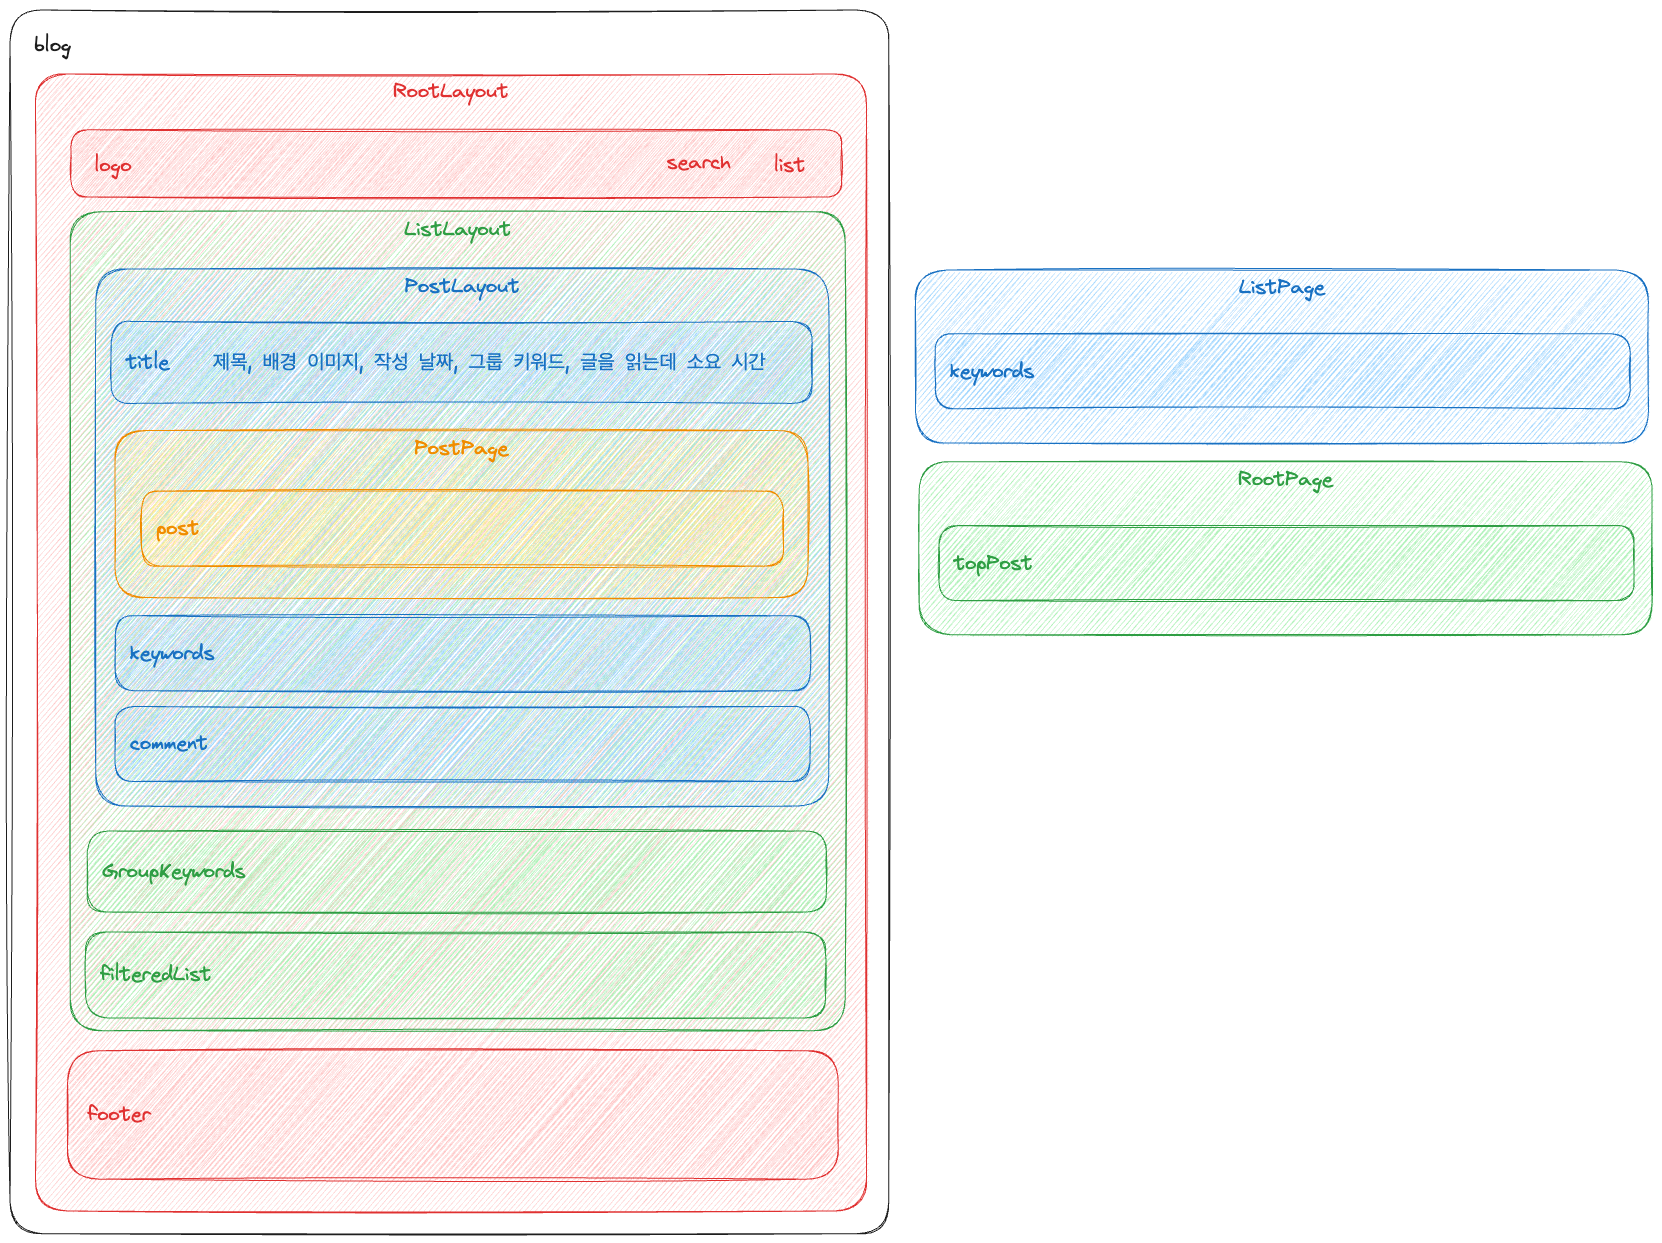 blog
RootLayout
logo search list
ListLayout
PostLayout
title 제목, 배경 이미지, 작성 날짜, 그룹 키워드, 글을 읽는데 소요 시간
PostPage
post
keywords
comment
GroupKeywords
filteredList
footer
ListPage
keywords
RootPage
topPost